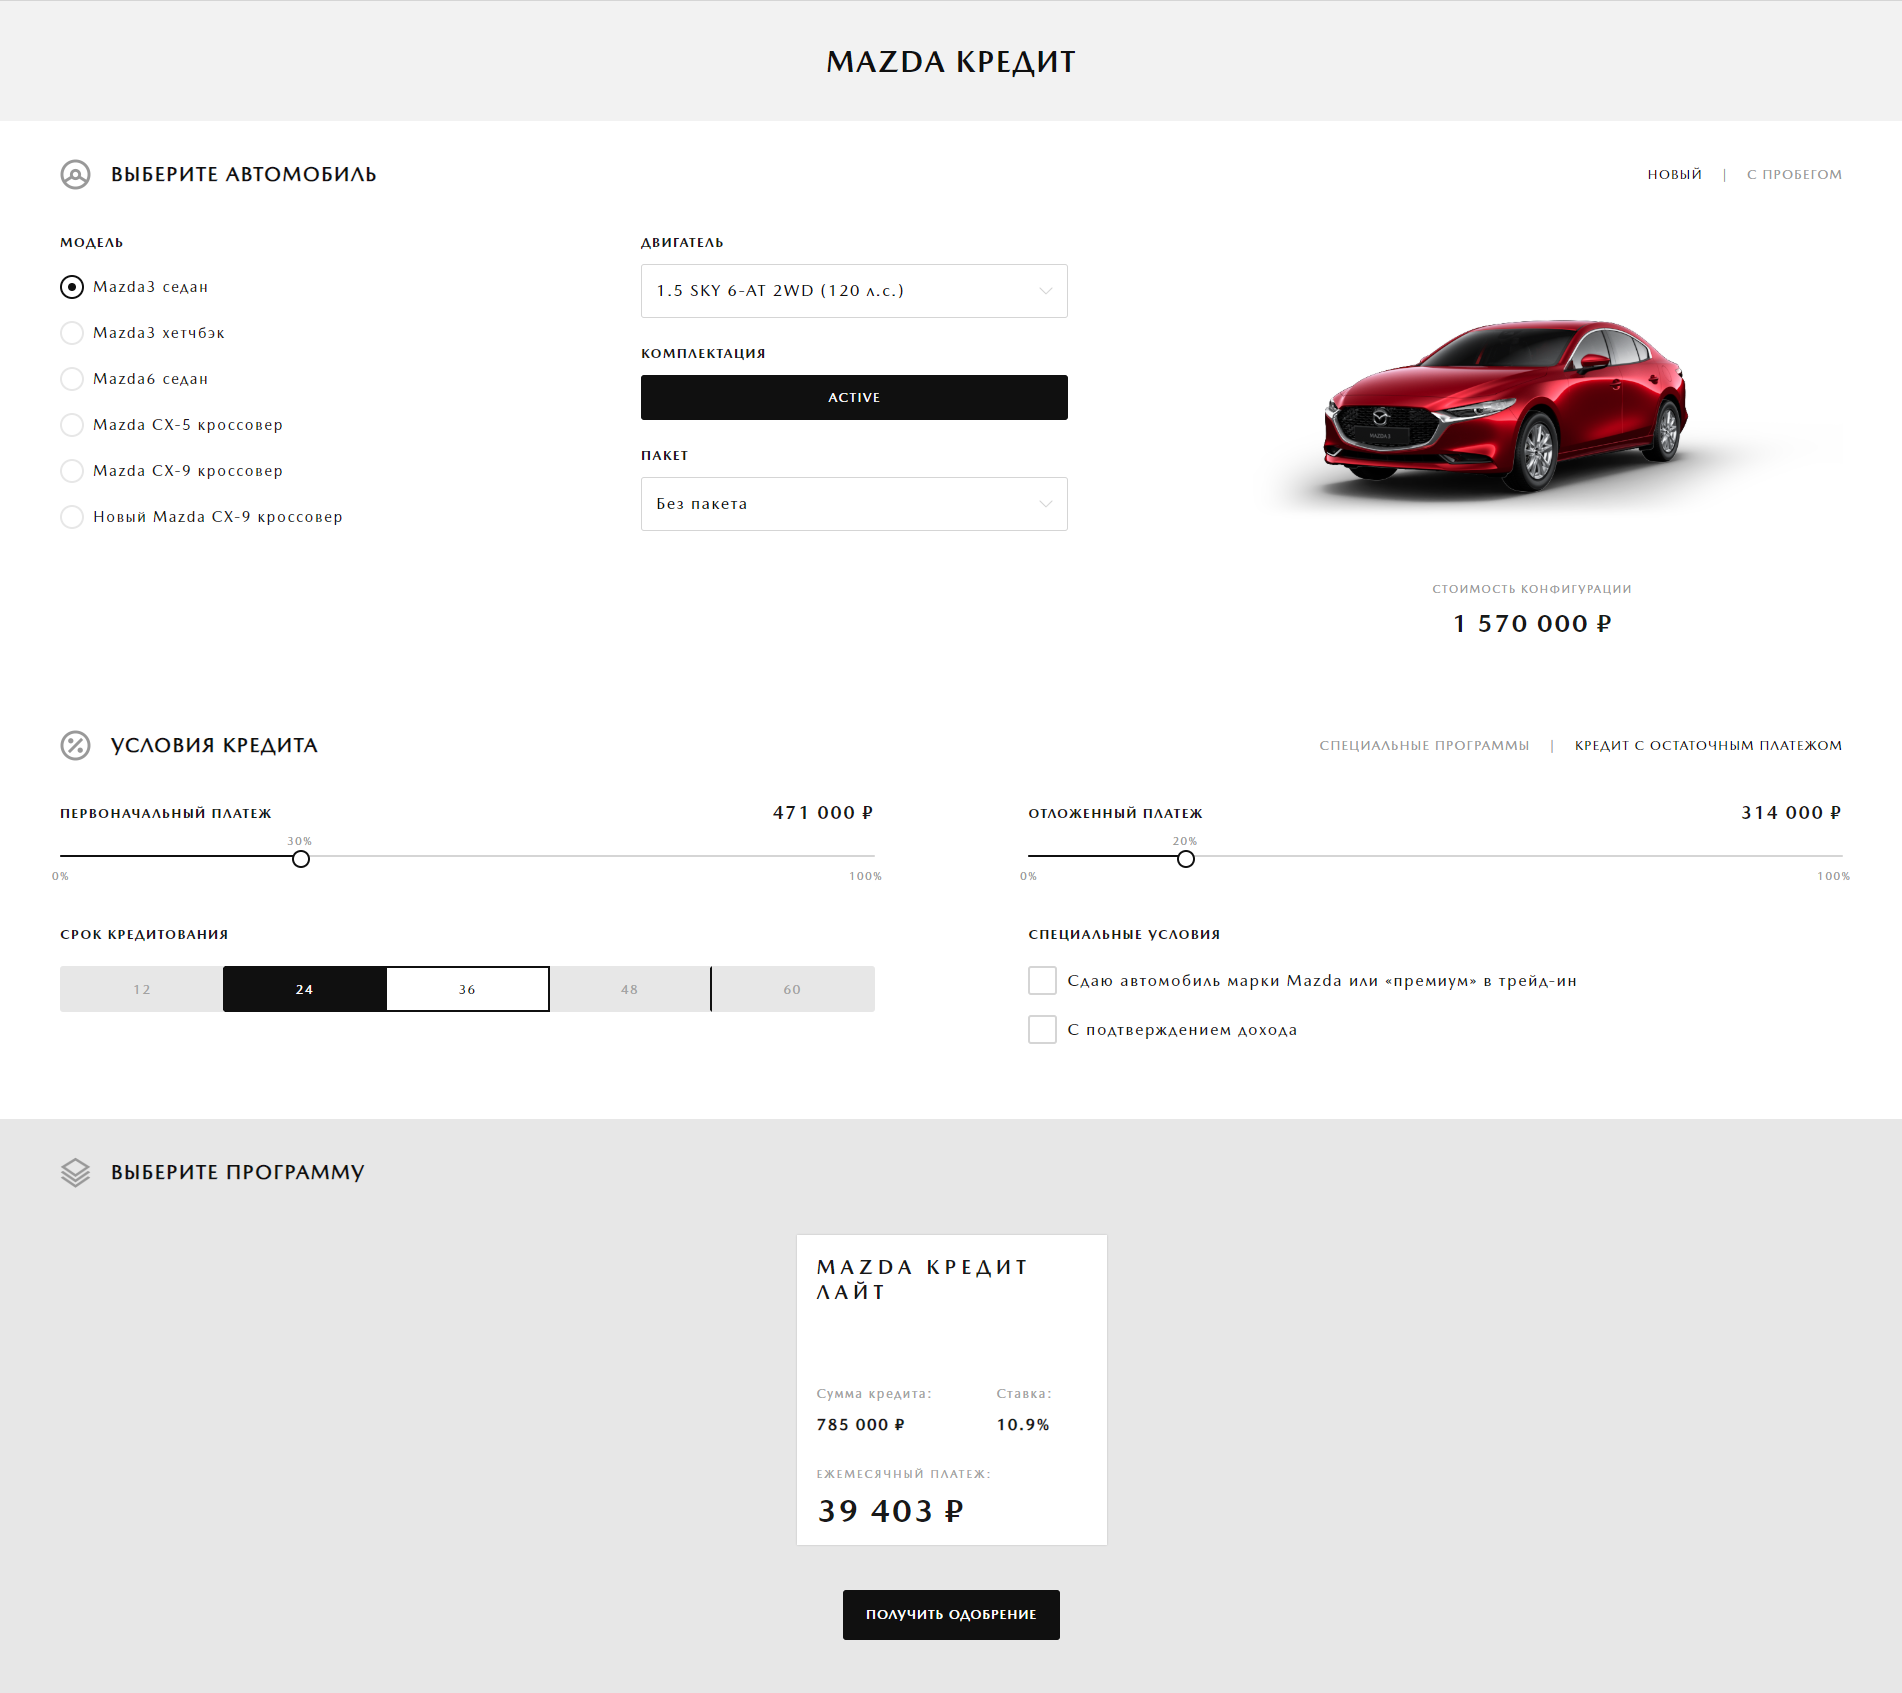 MAZDA КРЕДИТ
ВЫБЕРИТЕ АВТОМОБИЛЬ
НОВЫЙ | С ПРОБЕГОМ
МОДЕЛЬ
Mazda3 седан
Mazda3 хетчбэк
Mazda6 седан
Mazda CX-5 кроссовер
Mazda CX-9 кроссовер
Новый Mazda CX-9 кроссовер
ДВИГАТЕЛЬ
1.5 SKY 6-AT 2WD (120 л.с.)
КОМПЛЕКТАЦИЯ
ACTIVE
ПАКЕТ
Без пакета
MAZDA 3
СТОИМОСТЬ КОНФИГУРАЦИИ
1 570 000 ₽
УСЛОВИЯ КРЕДИТА
СПЕЦИАЛЬНЫЕ ПРОГРАММЫ | КРЕДИТ С ОСТАТОЧНЫМ ПЛАТЕЖОМ
ПЕРВОНАЧАЛЬНЫЙ ПЛАТЕЖ 471 000 ₽
30%
0% 100%
ОТЛОЖЕННЫЙ ПЛАТЕЖ 314 000 ₽
20%
0% 100%
СРОК КРЕДИТОВАНИЯ
12 24 36 48 60
СПЕЦИАЛЬНЫЕ УСЛОВИЯ
Сдаю автомобиль марки Mazda или «премиум» в трейд-ин
С подтверждением дохода
ВЫБЕРИТЕ ПРОГРАММУ
MAZDA КРЕДИТ
ЛАЙТ
Сумма кредита: Ставка:
785 000 ₽ 10.9%
ЕЖЕМЕСЯЧНЫЙ ПЛАТЕЖ:
39 403 ₽
ПОЛУЧИТЬ ОДОБРЕНИЕ